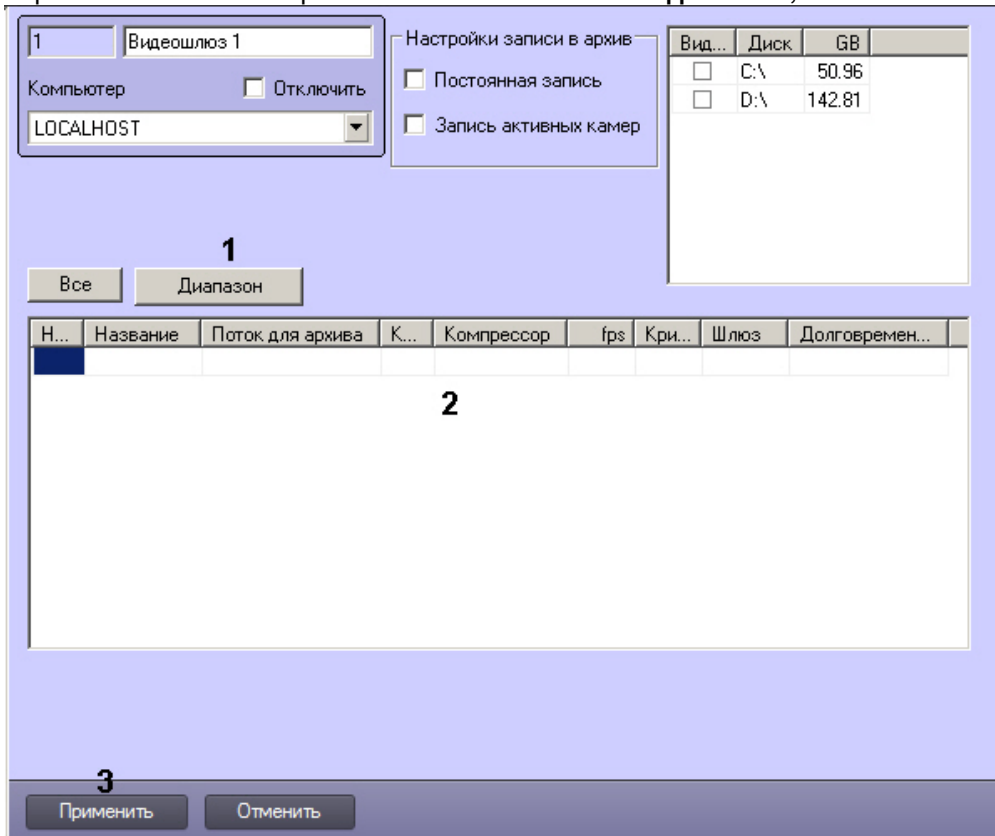 1 Видеошлюз 1
Компьютер Отключить
LOCALHOST
Настройки записи в архив
Постоянная запись
Запись активных камер
Вид... Диск GB
C:\ 50.96
D:\ 142.81
1
Все Диапазон
Н... Название Поток для архива К... Компрессор fps Кри... Шлюз Долговремен...
2
3
Применить Отменить